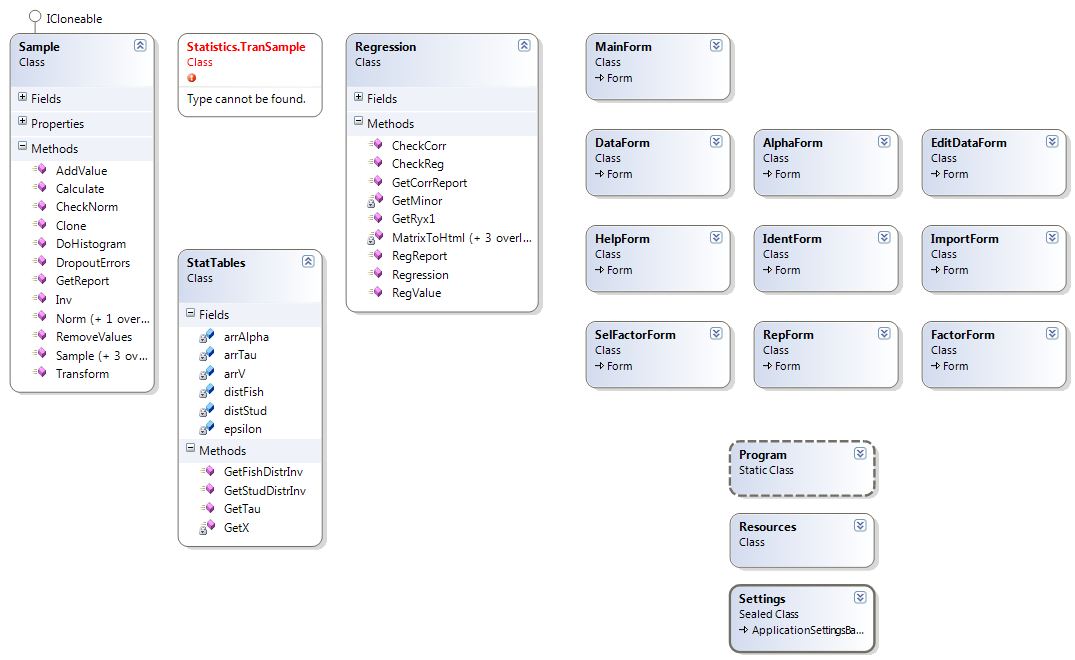 ICloneable
Sample
Class
Fields
Properties
Methods
AddValue
Calculate
CheckNorm
Clone
DoHistogram
DropoutErrors
GetReport
Inv
Norm (+ 1 over...
RemoveValues
Sample (+ 3 ov...
Transform
Statistics.TranSample
Class
Type cannot be found.
StatTables
Class
Fields
arrAlpha
arrTau
arrV
distFish
distStud
epsilon
Methods
GetFishDistrInv
GetStudDistrInv
GetTau
GetX
Regression
Class
Fields
Methods
CheckCorr
CheckReg
GetCorrReport
GetMinor
GetRyx1
MatrixToHtml (+ 3 overl...
RegReport
Regression
RegValue
MainForm
Class
Form
DataForm
Class
Form
AlphaForm
Class
Form
EditDataForm
Class
Form
HelpForm
Class
Form
IdentForm
Class
Form
ImportForm
Class
Form
SelFactorForm
Class
Form
RepForm
Class
Form
FactorForm
Class
Form
Program
Static Class
Resources
Class
Settings
Sealed Class
ApplicationSettingsBa...